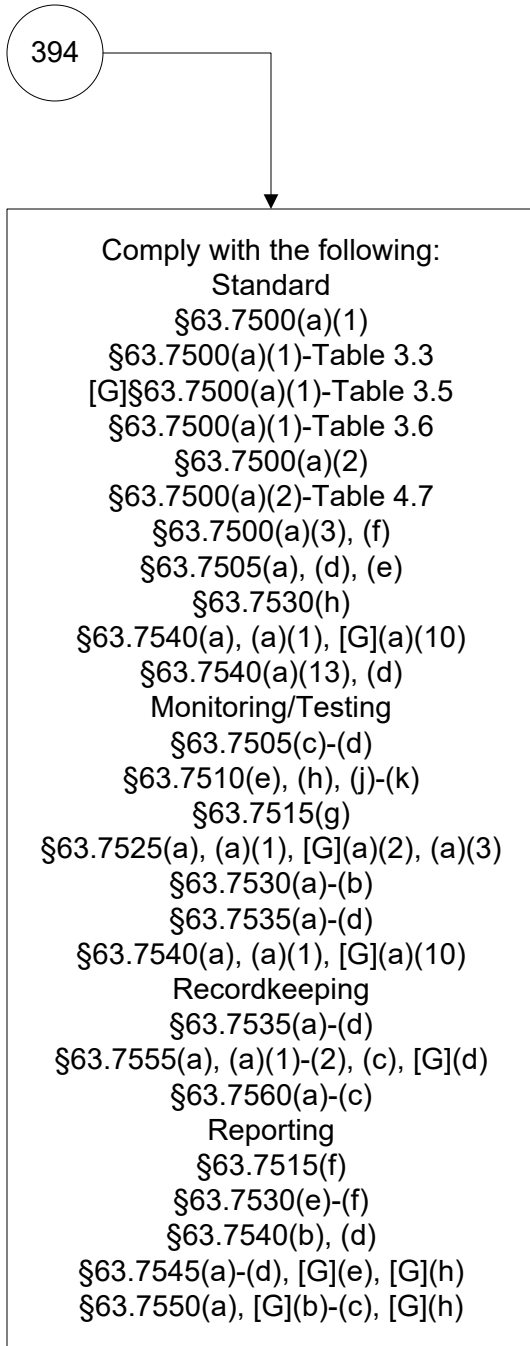 394
Comply with the following:
Standard
§63.7500(a)(1)
§63.7500(a)(1)-Table 3.3
[G]§63.7500(a)(1)-Table 3.5
§63.7500(a)(1)-Table 3.6
§63.7500(a)(2)
§63.7500(a)(2)-Table 4.7
§63.7500(a)(3), (f)
§63.7505(a), (d), (e)
§63.7530(h)
§63.7540(a), (a)(1), [G](a)(10)
§63.7540(a)(13), (d)
Monitoring/Testing
§63.7505(c)-(d)
§63.7510(e), (h), (j)-(k)
§63.7515(g)
§63.7525(a), (a)(1), [G](a)(2), (a)(3)
§63.7530(a)-(b)
§63.7535(a)-(d)
§63.7540(a), (a)(1), [G](a)(10)
Recordkeeping
§63.7535(a)-(d)
§63.7555(a), (a)(1)-(2), (c), [G](d)
§63.7560(a)-(c)
Reporting
§63.7515(f)
§63.7530(e)-(f)
§63.7540(b), (d)
§63.7545(a)-(d), [G](e), [G](h)
§63.7550(a), [G](b)-(c), [G](h)